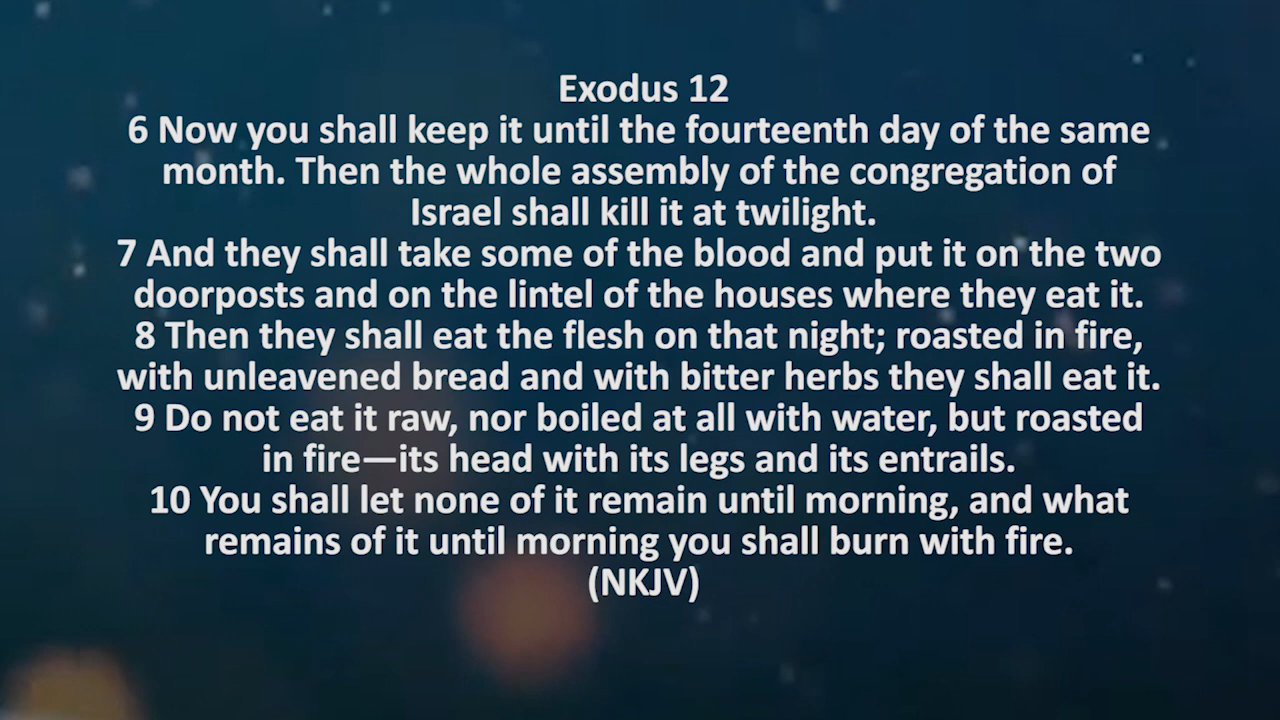 Exodus 12
6 Now you shall keep it until the fourteenth day of the same
month. Then the whole assembly of the congregation of
Israel shall kill it at twilight.
7 And they shall take some of the blood and put it on the two
doorposts and on the lintel of the houses where they eat it.
8 Then they shall eat the flesh on that night; roasted in fire,
with unleavened bread and with bitter herbs they shall eat it.
9 Do not eat it raw, nor boiled at all with water, but roasted
in fire—its head with its legs and its entrails.
10 You shall let none of it remain until morning, and what
remains of it until morning you shall burn with fire.
(NKJV)